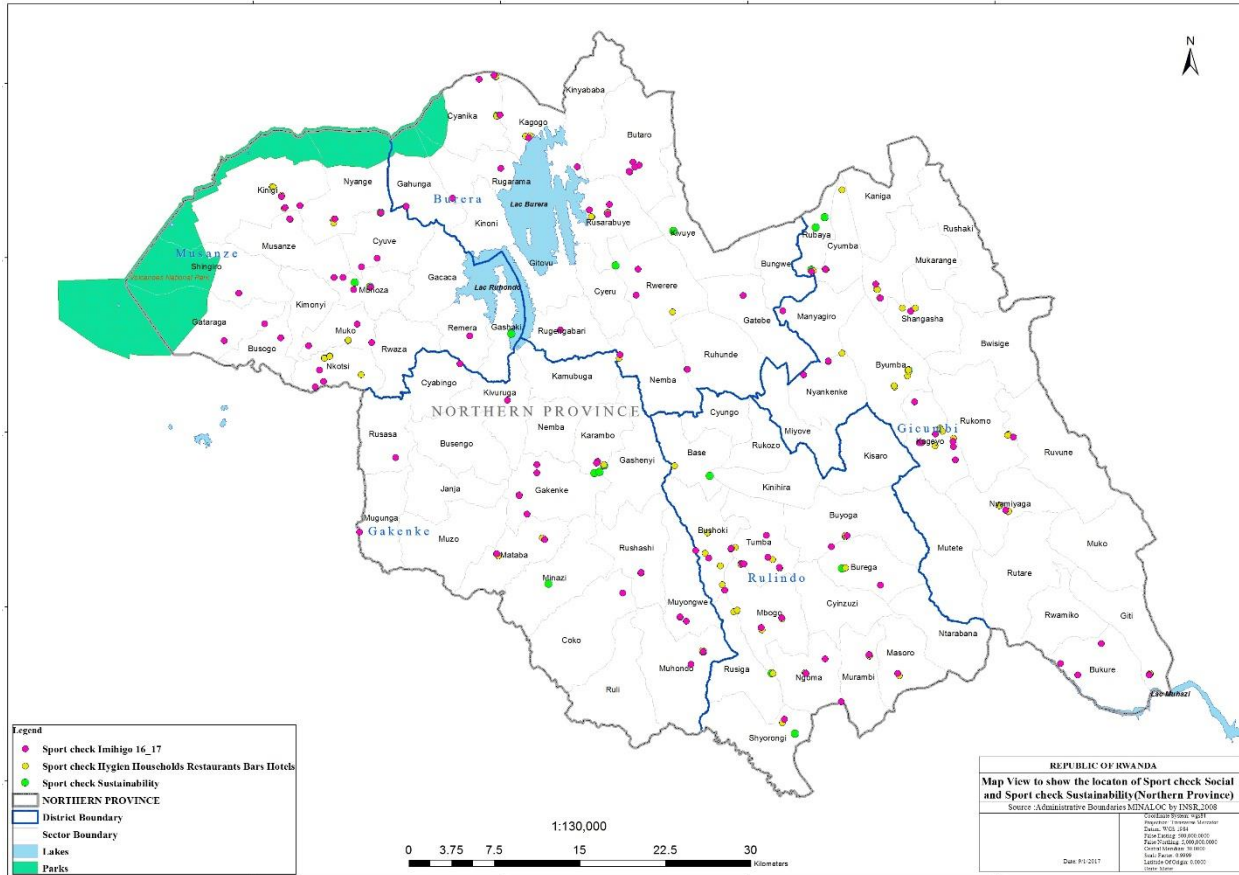 N
Kinyababa
Cyanika
Kagogo
Butaro
Kinigi
Nyange
Gahunga
Rugarama
Burera
Lac Burera
Kinoni
Rusarabuye
Kivuye
Kaniga
Rushaki
Rubaya
Cyumba
Mukarange
Musanze
Musanze
Shingiro
Cyuve
Gacaca
Gitovu
Bungwe
Muhoza
Lac Ruhondo
Cyeru
Rwerere
Kimonyi
Gataraga
Muko
Remera
Gashaki
Rugengabari
Gatebe
Manyagiro
Shangasha
Busogo
Rwaza
Nkotsi
Ruhunde
Bwisige
Byumba
Cyabingo
Kamubuga
Nemba
Nyankenke
Kivuruga
NORTHERN PROVINCE
Cyungo
Miyove
Rusasa
Busengo
Nemba
Karambo
Rukozo
Gicumbi
Rukomo
Kageyo
Ruvune
Gashenyi
Base
Kisaro
Janja
Gakenke
Kinihira
Mugunga
Gakenke
Muzo
Bushoki
Buyoga
Nyamiyaga
Mataba
Rushashi
Tumba
Mutete
Muko
Minazi
Rulindo
Burega
Rutare
Muyongwe
Mbogo
Cyinzuzi
Rwamiko
Giti
Coko
Ntarabana
Muhondo
Rusiga
Masoro
Ngoma
Murambi
Bukure
Ruli
Lac Muhazi
Shyorongi
Legend
Sport check Imihigo 16_17
Sport check Hygien Households Restaurants Bars Hotels
Sport check Sustainability
NORTHERN PROVINCE
District Boundary
Sector Boundary
Lakes
Parks
1:130,000
0 3.75 7.5 15 22.5 30
Kilometers
REPUBLIC OF RWANDA
Map View to show the locaton of Sport check Social
and Sport check Sustainability(Northern Province)
Source :Administrative Boundaries MINALOC by INSR,2008
Date: 9/1/2017